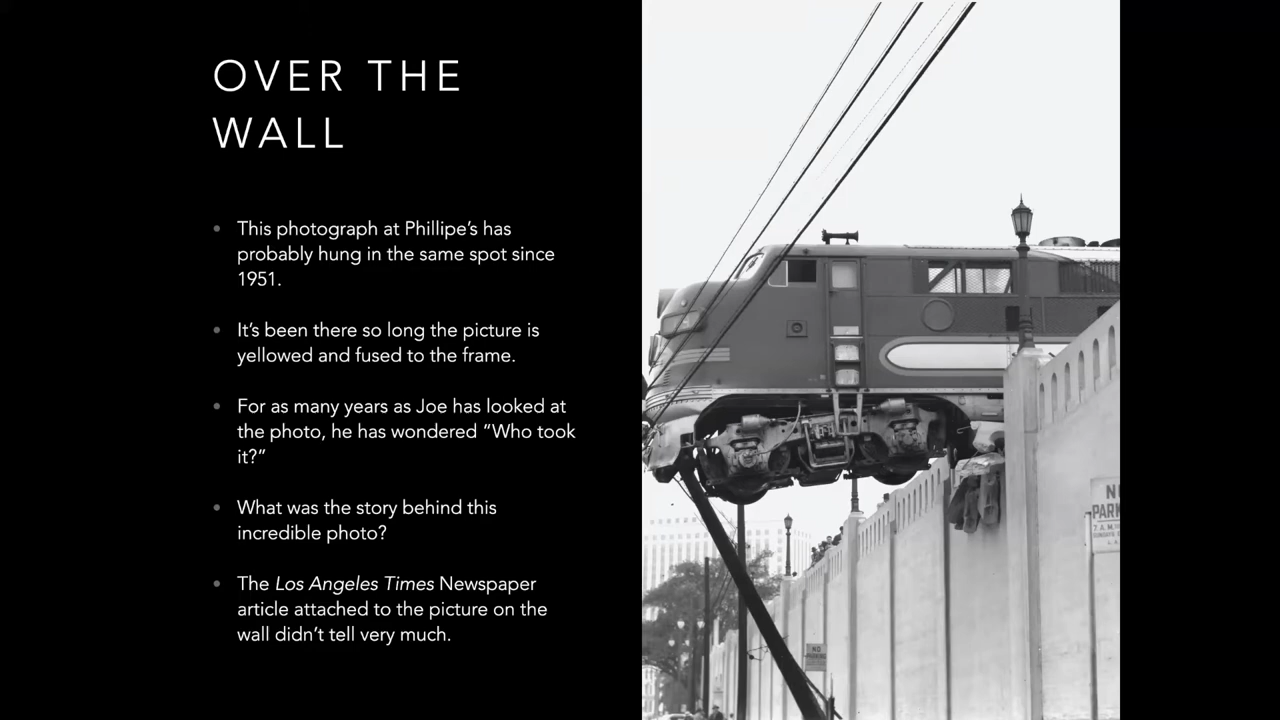 OVER THE
WALL
• This photograph at Phillipe’s has
probably hung in the same spot since
1951.
• It’s been there so long the picture is
yellowed and fused to the frame.
• For as many years as Joe has looked at
the photo, he has wondered “Who took
it?”
• What was the story behind this
incredible photo?
• The Los Angeles Times Newspaper
article attached to the picture on the
wall didn’t tell very much.
NO
PARKING